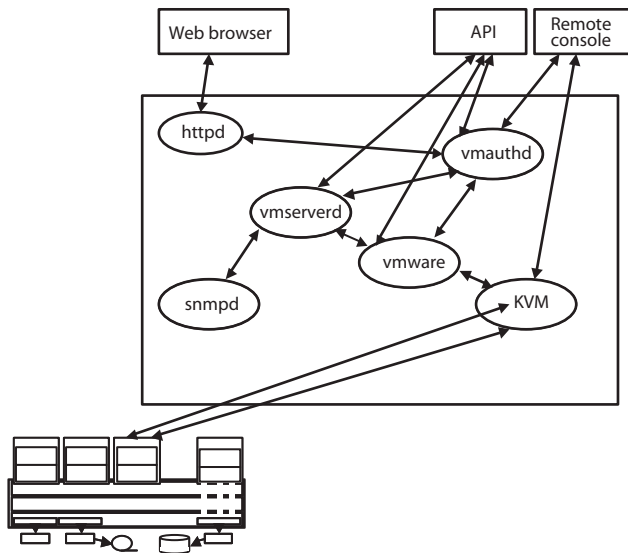 Web browser
API
Remote
console
httpd
vmauthd
vmserverd
vmware
snmpd
KVM